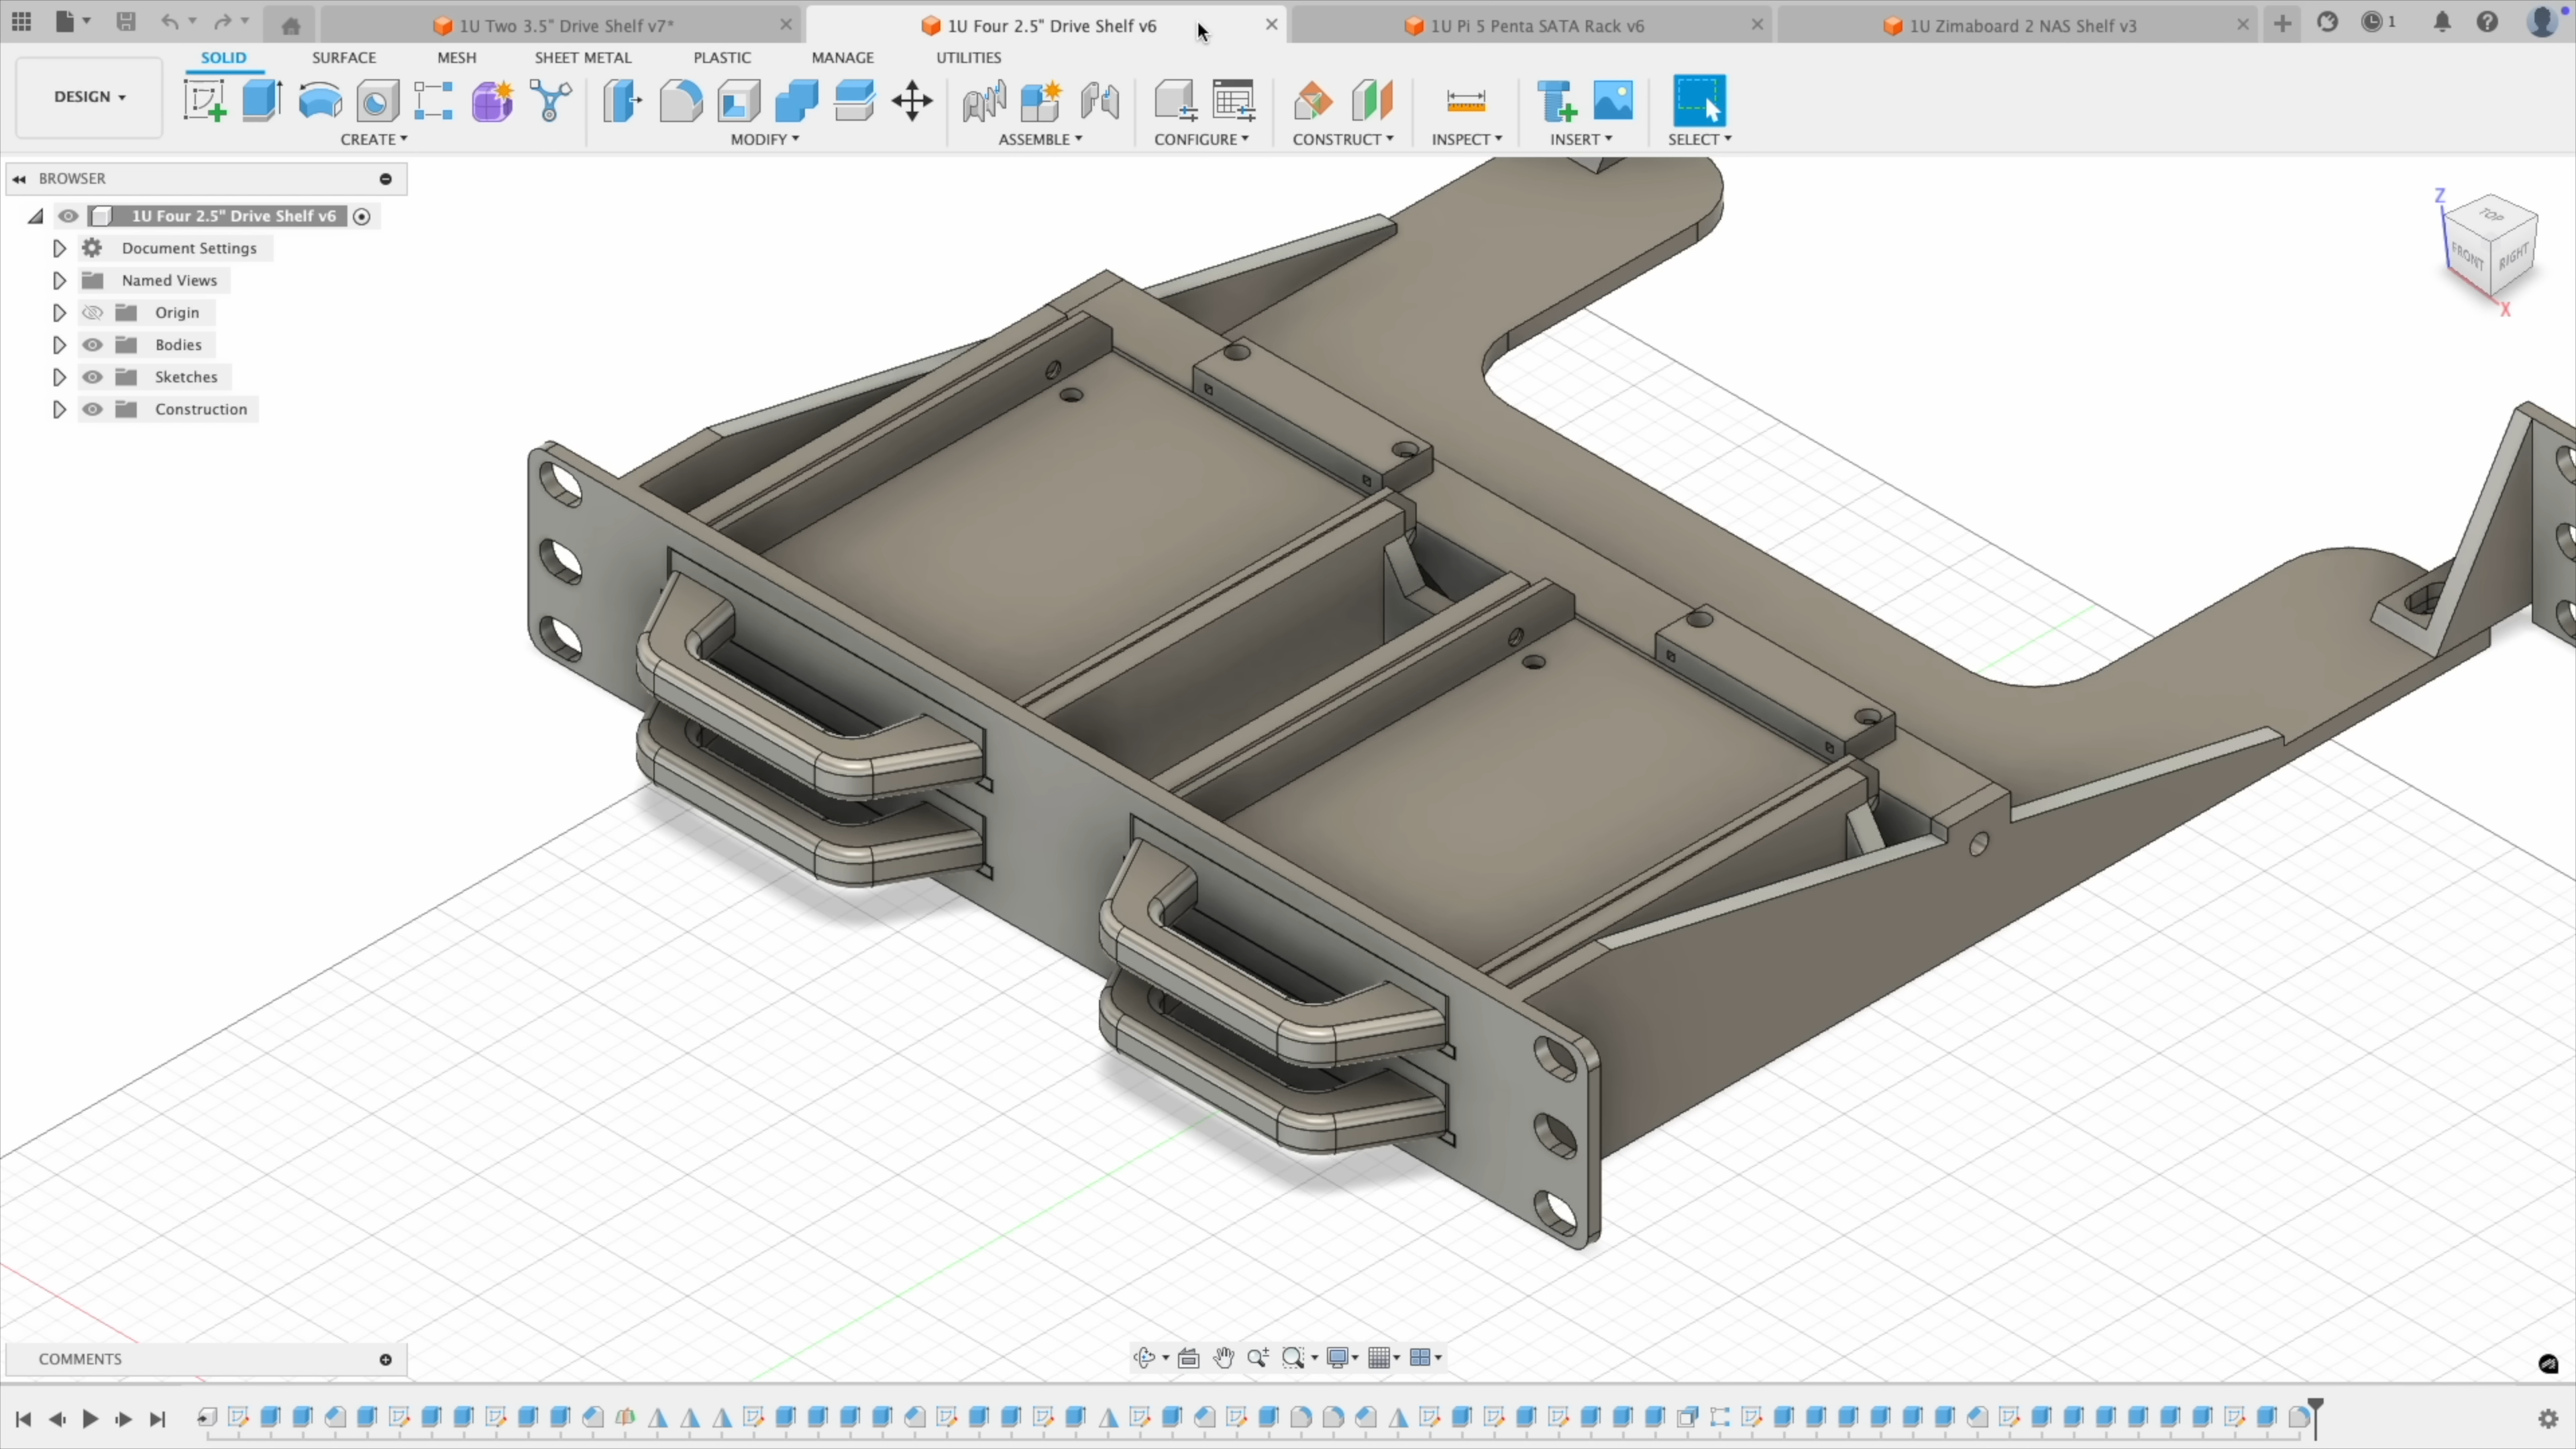 1U Two 3.5" Drive Shelf v7*
1U Four 2.5" Drive Shelf v6
1U Pi 5 Penta SATA Rack v6
1U Zimaboard 2 NAS Shelf v3
1
SOLID
SURFACE
MESH
SHEET METAL
PLASTIC
MANAGE
UTILITIES
DESIGN
CREATE
MODIFY
ASSEMBLE
CONFIGURE
CONSTRUCT
INSPECT
INSERT
SELECT
BROWSER
1U Four 2.5" Drive Shelf v6
Document Settings
Named Views
Origin
Bodies
Sketches
Construction
Z
TOP
FRONT
RIGHT
X
COMMENTS